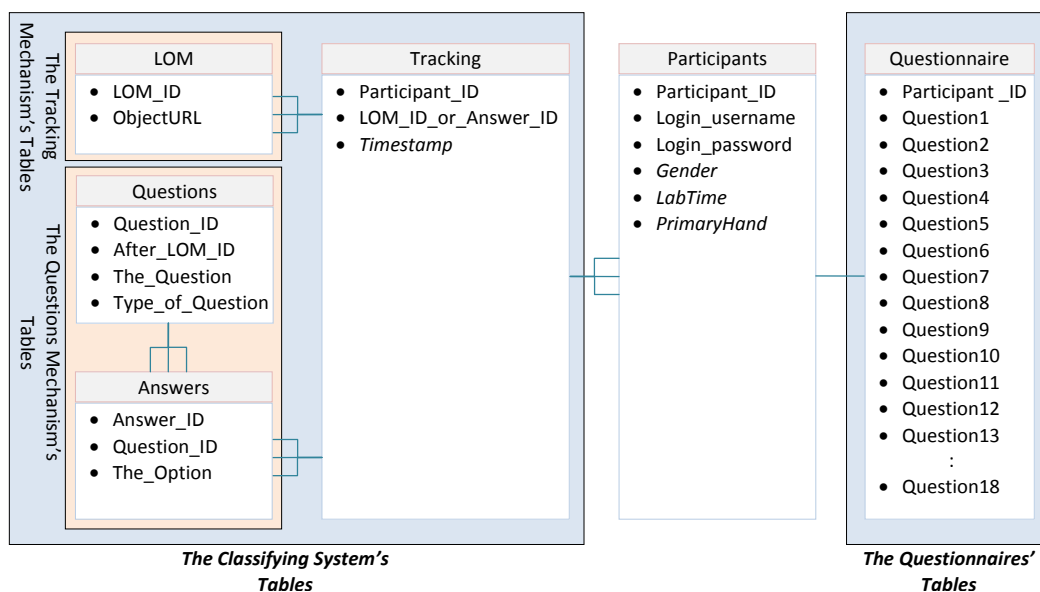 The Tracking
Mechanism's Tables
LOM
• LOM_ID
• ObjectURL
The Questions Mechanism's
Tables
Questions
• Question_ID
• After_LOM_ID
• The_Question
• Type_of_Question
Answers
• Answer_ID
• Question_ID
• The_Option
Tracking
• Participant_ID
• LOM_ID_or_Answer_ID
• Timestamp
The Classifying System's
Tables
Participants
• Participant_ID
• Login_username
• Login_password
• Gender
• LabTime
• PrimaryHand
Questionnaire
• Participant _ID
• Question1
• Question2
• Question3
• Question4
• Question5
• Question6
• Question7
• Question8
• Question9
• Question10
• Question11
• Question12
• Question13
:
• Question18
The Questionnaires'
Tables